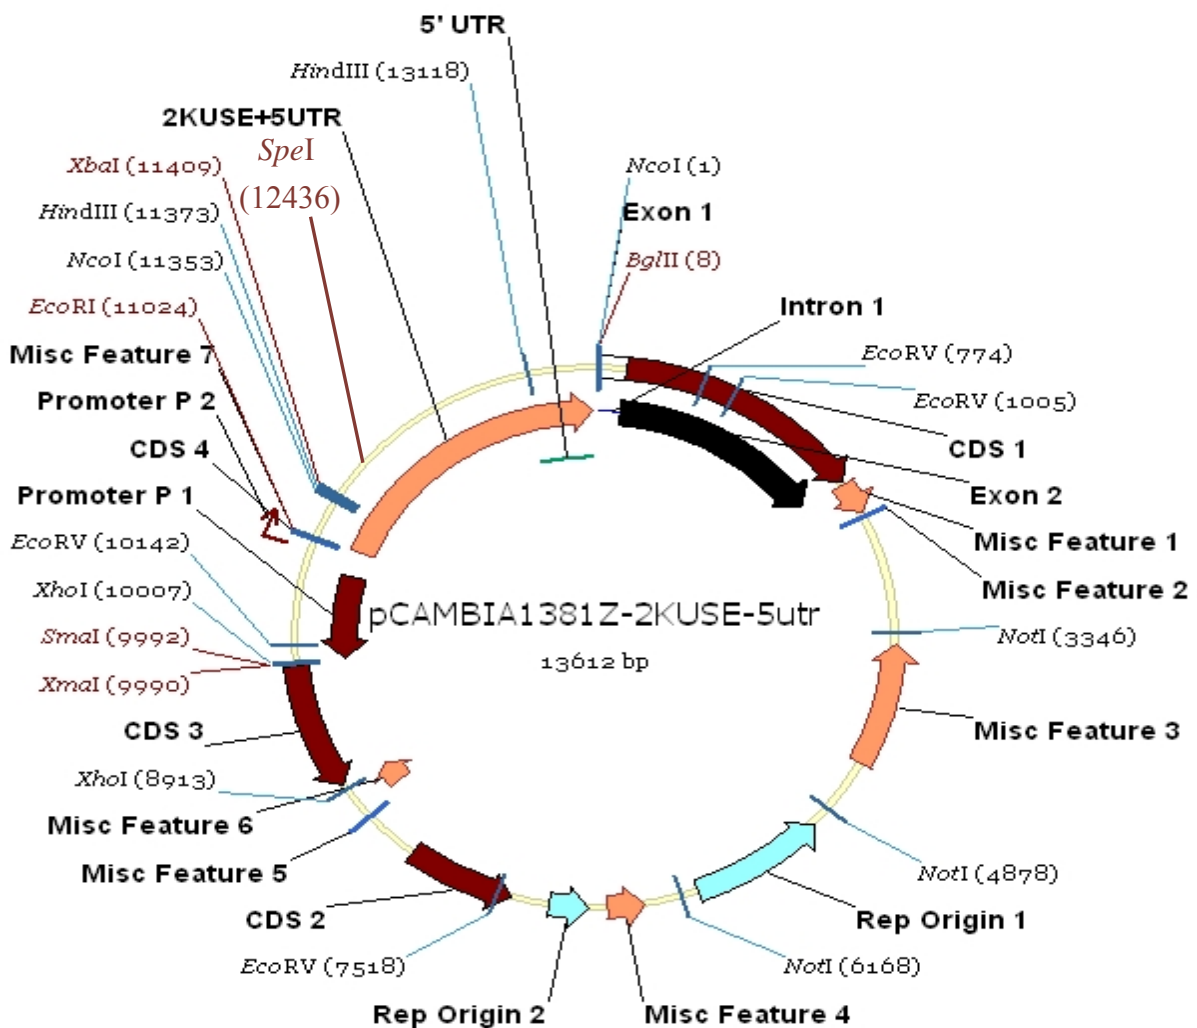 5' UTR
HindIII (13118)
2KUSE+5UTR
SpeI
(12436)
XbaI (11409)
HindIII (11373)
NcoI (11353)
EcoRI (11024)
Misc Feature 7
Promoter P 2
CDS 4
Promoter P 1
EcoRV (10142)
XhoI (10007)
SmaI (9992)
XmaI (9990)
CDS 3
XhoI (8913)
Misc Feature 6
Misc Feature 5
CDS 2
EcoRV (7518)
Rep Origin 2
Misc Feature 4
NotI (6168)
Rep Origin 1
NotI (4878)
Misc Feature 3
NotI (3346)
Misc Feature 2
Misc Feature 1
Exon 2
CDS 1
EcoRV (1005)
EcoRV (774)
Intron 1
BglII (8)
Exon 1
NcoI (1)
pCAMBIA1381Z-2KUSE-5utr
13612 bp